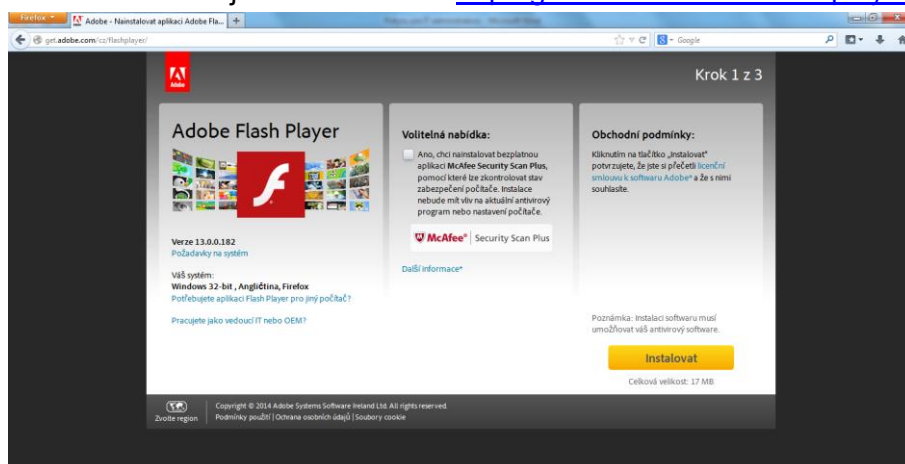 Firefox
Adobe - Nainstalovat aplikaci Adobe Fla...
get.adobe.com/cz/flashplayer/
Google
Adobe
Krok 1 z 3
Adobe Flash Player
Verze 13.0.0.182
Požadavky na systém
Váš systém:
Windows 32-bit , Angličtina, Firefox
Potřebujete aplikaci Flash Player pro jiný počítač?
Pracujete jako vedoucí IT nebo OEM?
Volitelná nabídka:
Ano, chci nainstalovat bezplatnou
aplikaci McAfee Security Scan Plus,
pomocí které lze zkontrolovat stav
zabezpečení počítače. Instalace
nebude mít vliv na aktuální antivirový
program nebo nastavení počítače.
McAfee® | Security Scan Plus
Další informace*
Obchodní podmínky:
Kliknutím na tlačítko „Instalovat"
potvrzujete, že jste si přečetli licenční
smlouvu k softwaru Adobe* a že s nimi
souhlasíte.
Poznámka: Instalaci softwaru musí
umožňovat váš antivirový software.
Instalovat
Celková velikost: 17 MB
Zvolte region
Copyright © 2014 Adobe Systems Software Ireland Ltd. All rights reserved.
Podmínky použití | Ochrana osobních údajů | Soubory cookie